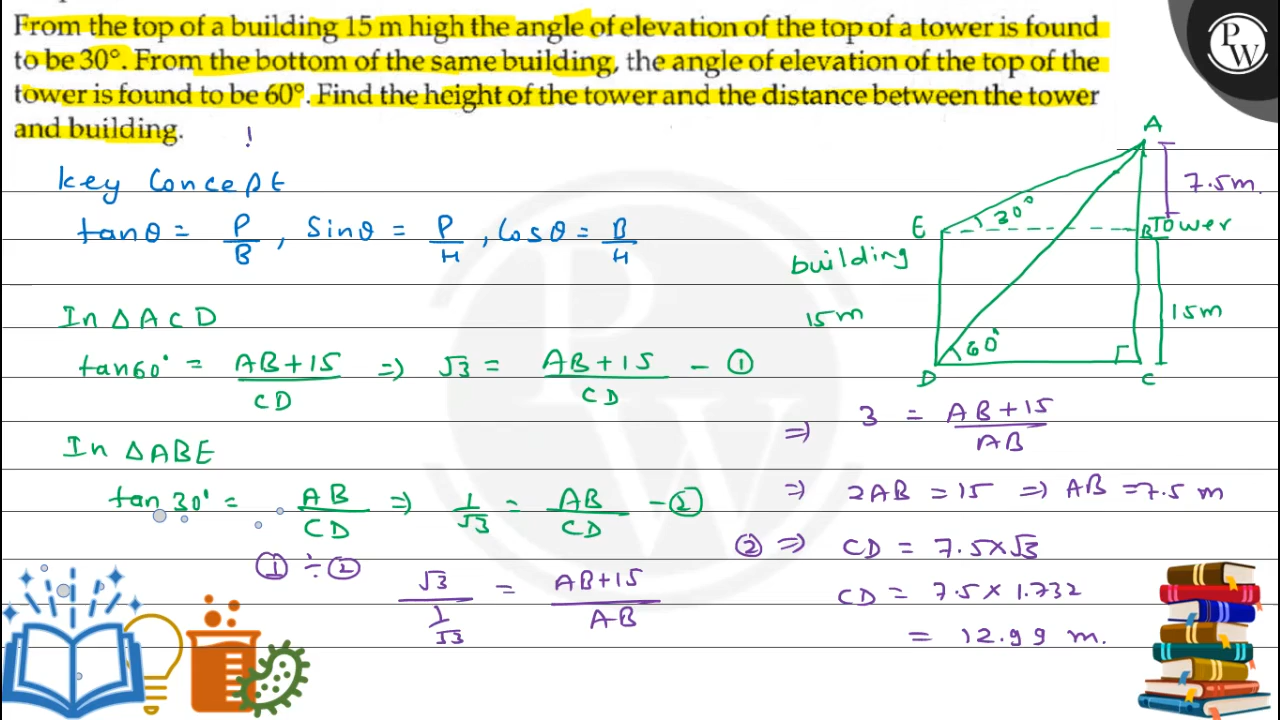 From the top of a building 15 m high the angle of elevation of the top of a tower is found
to be 30°. From the bottom of the same building, the angle of elevation of the top of the
tower is found to be 60°. Find the height of the tower and the distance between the tower
and building.
!
PW
Key Concept
tanθ = P/B , Sinθ = P/H , Cosθ = B/H
In △ACD
tan60° = AB+15/CD ⇒ √3 = AB+15/CD — ①
In △ABE
tan30° = AB/CD ⇒ 1/√3 = AB/CD — ②
① ÷ ②
√3/(1/√3) = AB+15/AB
A
7.5m.
30°
E
B
Tower
building
15m
15m
60°
D
C
⇒ 3 = AB+15/AB
⇒ 2AB = 15 ⇒ AB = 7.5 m
② ⇒ CD = 7.5×√3
CD = 7.5 × 1.732
= 12.99 m.
PW